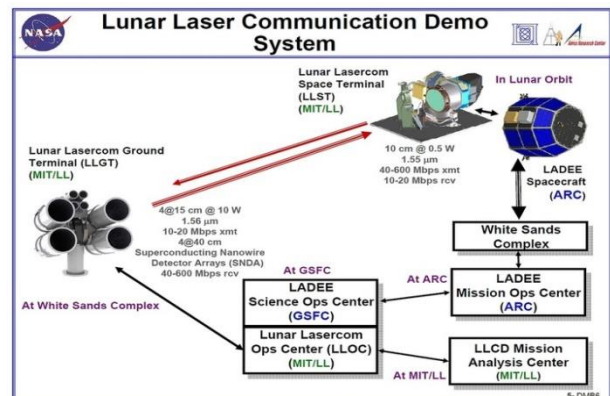 NASA
Lunar Laser Communication Demo
System
Lunar Lasercom
Space Terminal
(LLST)
(MIT/LL)
In Lunar Orbit
Lunar Lasercom Ground
Terminal (LLGT)
(MIT/LL)
10 cm @ 0.5 W
1.55 µm
40-600 Mbps xmt
10-20 Mbps rcv
LADEE
Spacecraft
(ARC)
4@15 cm @ 10 W
1.56 µm
10-20 Mbps xmt
4@40 cm
Superconducting Nanowire
Detector Arrays (SNDA)
40-600 Mbps rcv
White Sands
Complex
At White Sands Complex
At GSFC
LADEE
Science Ops Center
(GSFC)
At ARC
LADEE
Mission Ops Center
(ARC)
Lunar Lasercom
Ops Center (LLOC)
(MIT/LL)
At MIT/LL
LLCD Mission
Analysis Center
(MIT/LL)